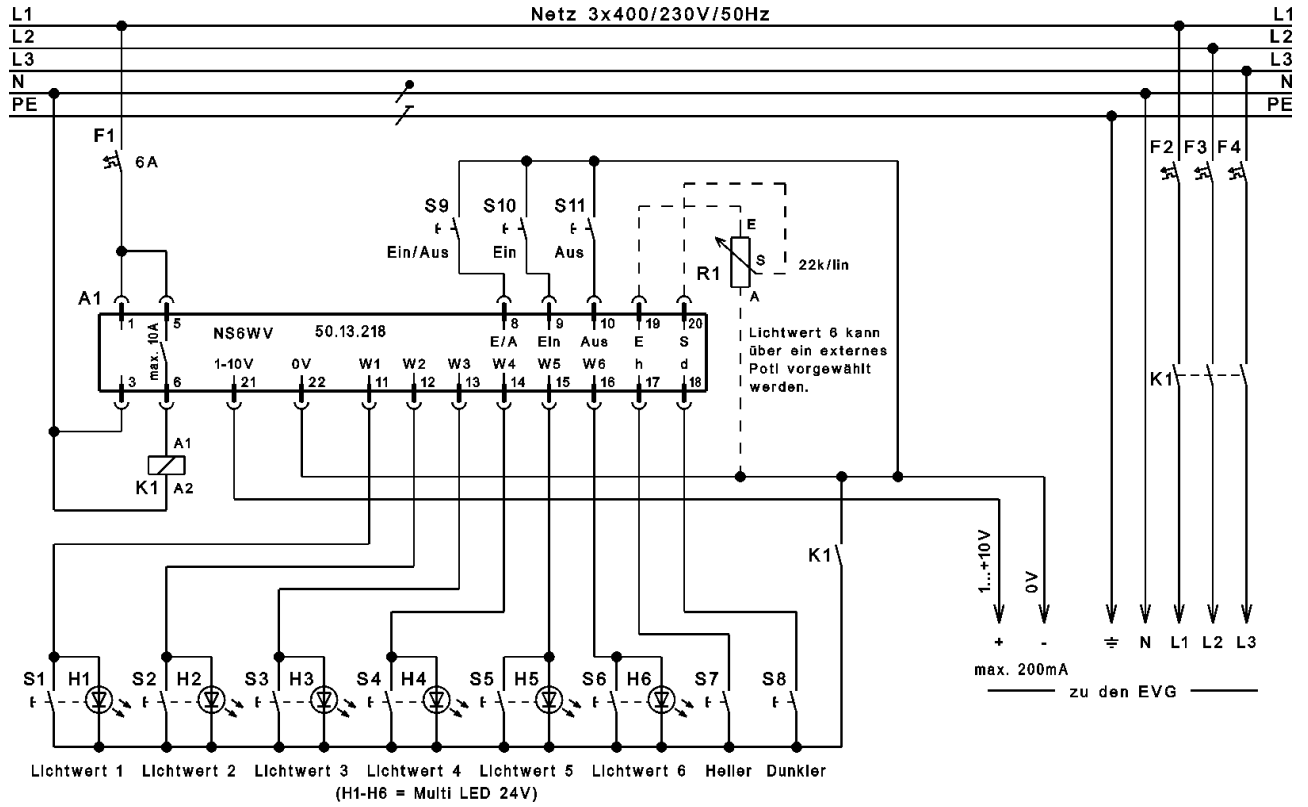 L1 Netz 3x400/230V/50Hz L1
L2 L2
L3 L3
N N
PE PE
F1
6A
F2 F3 F4
S9 S10 S11
Ein/Aus Ein Aus
E
S
A
R1
22k/lin
A1
1 5 8 9 10 19 20
NS6WV 50.13.218 E/A EIn Aus E S
max. 10A
1-10V 0V W1 W2 W3 W4 W5 W6 h d
3 6 21 22 11 12 13 14 15 16 17 18
Lichtwert 6 kann
über ein externes
Poti vorgewählt
werden.
K1
A1
K1 A2
K1
1...+10V
0V
+ - N L1 L2 L3
max. 200mA
zu den EVG
S1 H1 S2 H2 S3 H3 S4 H4 S5 H5 S6 H6 S7 S8
Lichtwert 1 Lichtwert 2 Lichtwert 3 Lichtwert 4 Lichtwert 5 Lichtwert 6 Heller Dunkler
(H1-H6 = Multi LED 24V)